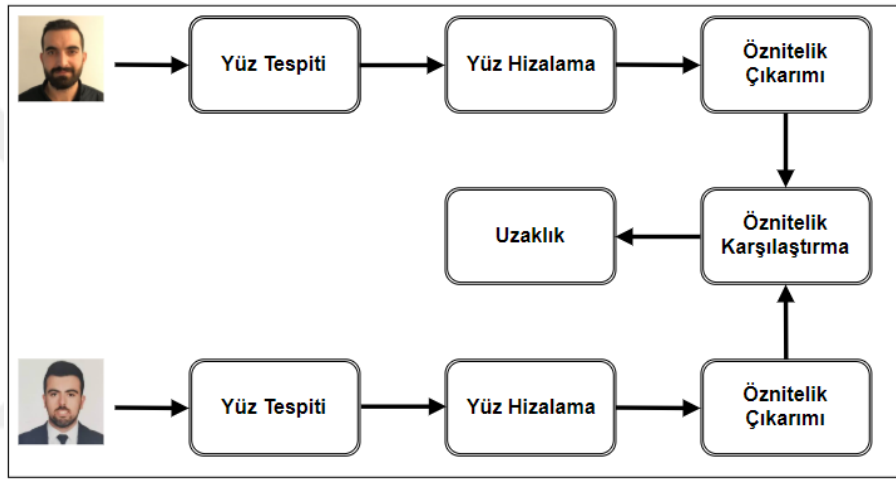 Yüz Tespiti
Yüz Hizalama
Öznitelik
Çıkarımı
Uzaklık
Öznitelik
Karşılaştırma
Yüz Tespiti
Yüz Hizalama
Öznitelik
Çıkarımı